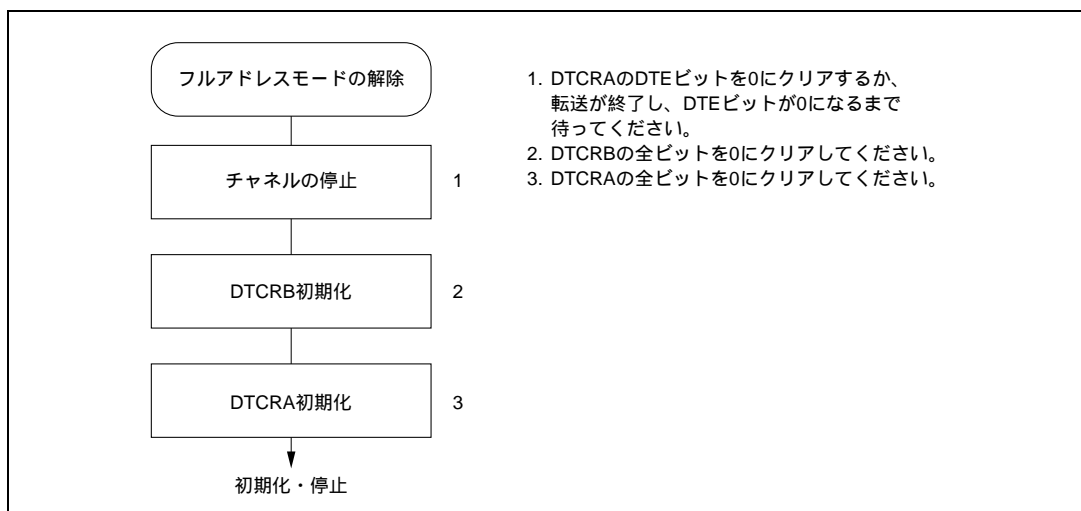 フルアドレスモードの解除
チャネルの停止 1
DTCRB初期化 2
DTCRA初期化 3
初期化・停止
1. DTCRAのDTEビットを0にクリアするか、
転送が終了し、DTEビットが0になるまで
待ってください。
2. DTCRBの全ビットを0にクリアしてください。
3. DTCRAの全ビットを0にクリアしてください。